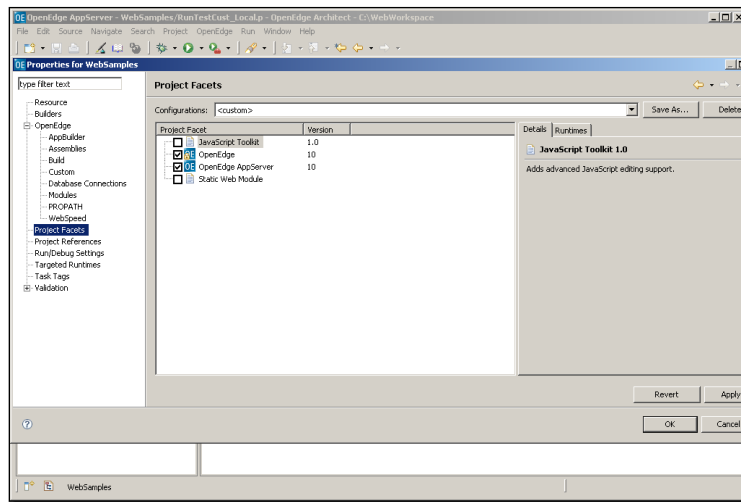 OE OpenEdge AppServer - WebSamples/RunTestCust_Local.p - OpenEdge Architect - C:\WebWorkspace
File Edit Source Navigate Search Project OpenEdge Run Window Help
OE Properties for WebSamples
type filter text
Project Facets
Resource
Builders
OpenEdge
AppBuilder
Assemblies
Build
Custom
Database Connections
Modules
PROPATH
WebSpeed
Project Facets
Project References
Run/Debug Settings
Targeted Runtimes
Task Tags
Validation
Configurations: <custom> Save As... Delete
Project Facet Version
JavaScript Toolkit 1.0
OE OpenEdge 10
OE OpenEdge AppServer 10
Static Web Module
Details Runtimes
JavaScript Toolkit 1.0
Adds advanced JavaScript editing support.
Revert Apply
? OK Cancel
WebSamples